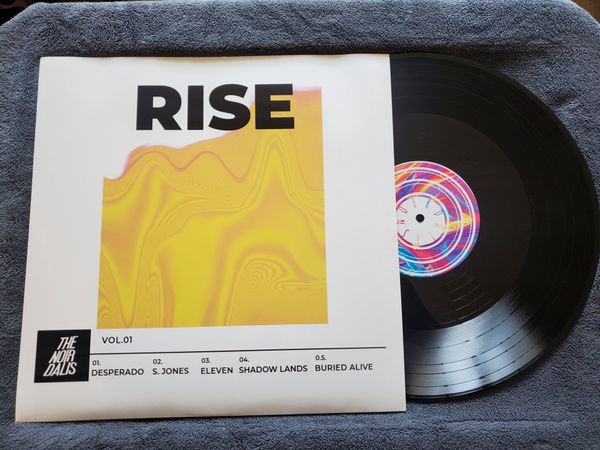 RISE
VOL.01
THE
NOIR
DALIS
01. 02. 03. 04. 0.5.
DESPERADO S. JONES ELEVEN SHADOW LANDS BURIED ALIVE